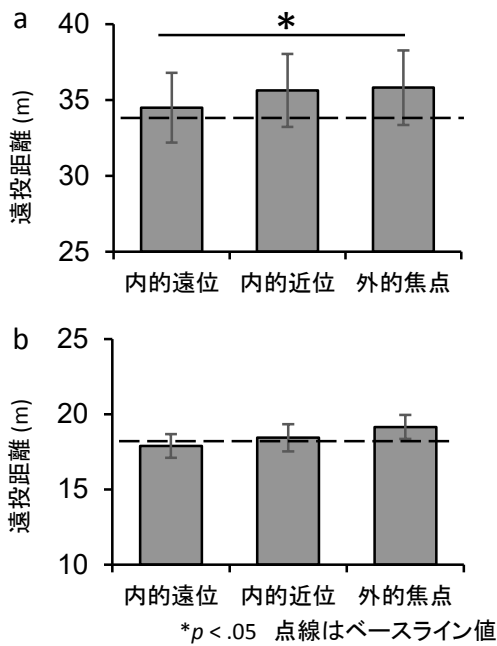 a
*
40
35
30
25
遠投距離 (m)
内的遠位 内的近位 外的焦点
b
25
20
15
10
遠投距離 (m)
内的遠位 内的近位 外的焦点
*p < .05 点線はベースライン値